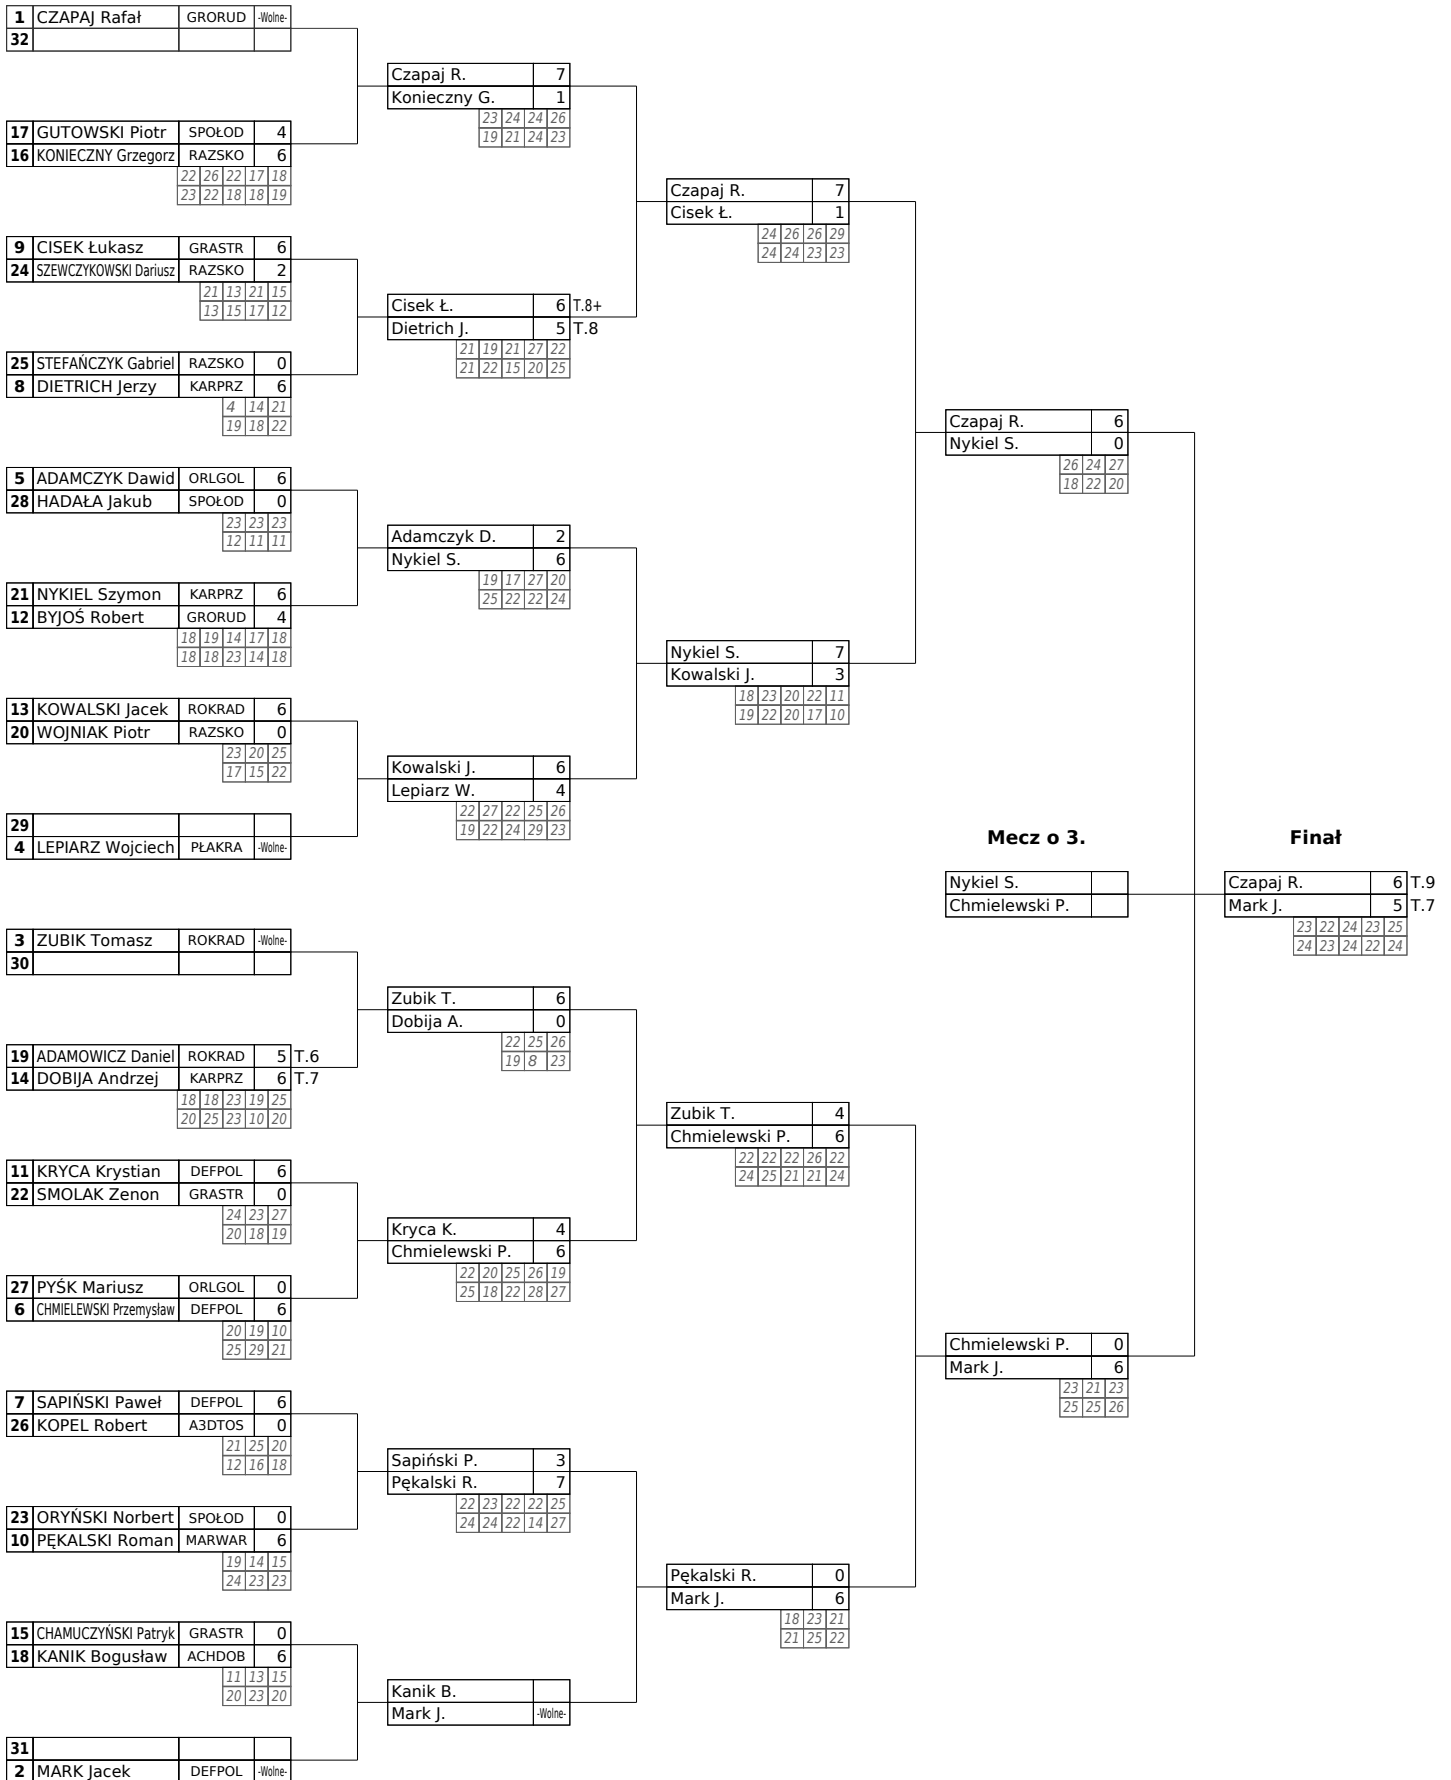 1 CZAPAJ Rafał GRORUD -Wolne-
32
17 GUTOWSKI Piotr SPOŁOD 4
16 KONIECZNY Grzegorz RAZSKO 6
22 26 22 17 18
23 22 18 18 19
9 CISEK Łukasz GRASTR 6
24 SZEWCZYKOWSKI Dariusz RAZSKO 2
21 13 21 15
13 15 17 12
25 STEFAŃCZYK Gabriel RAZSKO 0
8 DIETRICH Jerzy KARPRZ 6
4 14 21
19 18 22
5 ADAMCZYK Dawid ORLGOL 6
28 HADAŁA Jakub SPOŁOD 0
23 23 23
12 11 11
21 NYKIEL Szymon KARPRZ 6
12 BYJOŚ Robert GRORUD 4
18 19 14 17 18
18 18 23 14 18
13 KOWALSKI Jacek ROKRAD 6
20 WOJNIAK Piotr RAZSKO 0
23 20 25
17 15 22
29
4 LEPIARZ Wojciech PŁAKRA -Wolne-
3 ZUBIK Tomasz ROKRAD -Wolne-
30
19 ADAMOWICZ Daniel ROKRAD 5 T.6
14 DOBIJA Andrzej KARPRZ 6 T.7
18 18 23 19 25
20 25 23 10 20
11 KRYCA Krystian DEFPOL 6
22 SMOLAK Zenon GRASTR 0
24 23 27
20 18 19
27 PYŚK Mariusz ORLGOL 0
6 CHMIELEWSKI Przemysław DEFPOL 6
20 19 10
25 29 21
7 SAPIŃSKI Paweł DEFPOL 6
26 KOPEL Robert A3DTOS 0
21 25 20
12 16 18
23 ORYŃSKI Norbert SPOŁOD 0
10 PĘKALSKI Roman MARWAR 6
19 14 15
24 23 23
15 CHAMUCZYŃSKI Patryk GRASTR 0
18 KANIK Bogusław ACHDOB 6
11 13 15
20 23 20
31
2 MARK Jacek DEFPOL -Wolne-
Czapaj R. 7
Konieczny G. 1
23 24 24 26
19 21 24 23
Cisek Ł. 6 T.8+
Dietrich J. 5 T.8
21 19 21 27 22
21 22 15 20 25
Adamczyk D. 2
Nykiel S. 6
19 17 27 20
25 22 22 24
Kowalski J. 6
Lepiarz W. 4
22 27 22 25 26
19 22 24 29 23
Zubik T. 6
Dobija A. 0
22 25 26
19 8 23
Kryca K. 4
Chmielewski P. 6
22 20 25 26 19
25 18 22 28 27
Sapiński P. 3
Pękalski R. 7
22 23 22 22 25
24 24 22 14 27
Kanik B.
Mark J. -Wolne-
Czapaj R. 7
Cisek Ł. 1
24 26 26 29
24 24 23 23
Nykiel S. 7
Kowalski J. 3
18 23 20 22 11
19 22 20 17 10
Zubik T. 4
Chmielewski P. 6
22 22 22 26 22
24 25 21 21 24
Pękalski R. 0
Mark J. 6
18 23 21
21 25 22
Czapaj R. 6
Nykiel S. 0
26 24 27
18 22 20
Mecz o 3.
Nykiel S.
Chmielewski P.
Chmielewski P. 0
Mark J. 6
23 21 23
25 25 26
Finał
Czapaj R. 6 T.9
Mark J. 5 T.7
23 22 24 23 25
24 23 24 22 24